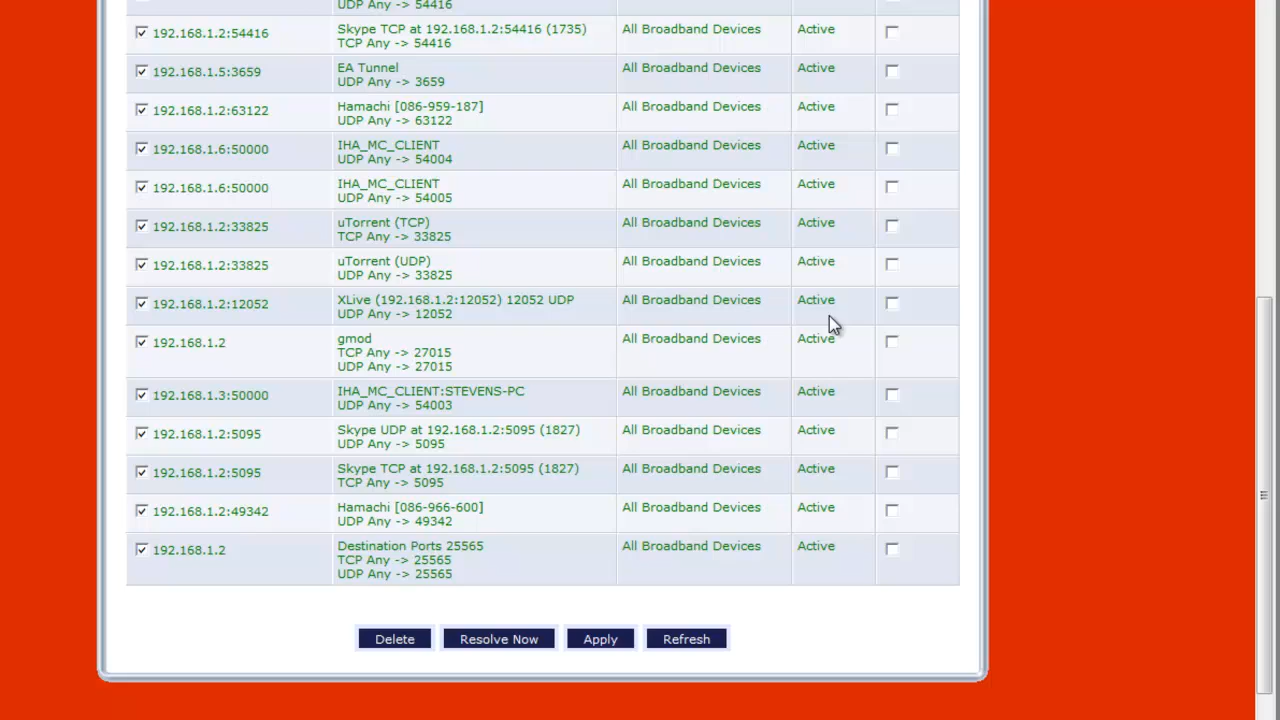 UDP Any -> 54416
192.168.1.2:54416 Skype TCP at 192.168.1.2:54416 (1735) All Broadband Devices Active
TCP Any -> 54416
192.168.1.5:3659 EA Tunnel All Broadband Devices Active
UDP Any -> 3659
192.168.1.2:63122 Hamachi [086-959-187] All Broadband Devices Active
UDP Any -> 63122
192.168.1.6:50000 IHA_MC_CLIENT All Broadband Devices Active
UDP Any -> 54004
192.168.1.6:50000 IHA_MC_CLIENT All Broadband Devices Active
UDP Any -> 54005
192.168.1.2:33825 uTorrent (TCP) All Broadband Devices Active
TCP Any -> 33825
192.168.1.2:33825 uTorrent (UDP) All Broadband Devices Active
UDP Any -> 33825
192.168.1.2:12052 XLive (192.168.1.2:12052) 12052 UDP All Broadband Devices Active
UDP Any -> 12052
192.168.1.2 gmod All Broadband Devices Active
TCP Any -> 27015
UDP Any -> 27015
192.168.1.3:50000 IHA_MC_CLIENT:STEVENS-PC All Broadband Devices Active
UDP Any -> 54003
192.168.1.2:5095 Skype UDP at 192.168.1.2:5095 (1827) All Broadband Devices Active
UDP Any -> 5095
192.168.1.2:5095 Skype TCP at 192.168.1.2:5095 (1827) All Broadband Devices Active
TCP Any -> 5095
192.168.1.2:49342 Hamachi [086-966-600] All Broadband Devices Active
UDP Any -> 49342
192.168.1.2 Destination Ports 25565 All Broadband Devices Active
TCP Any -> 25565
UDP Any -> 25565
Delete Resolve Now Apply Refresh